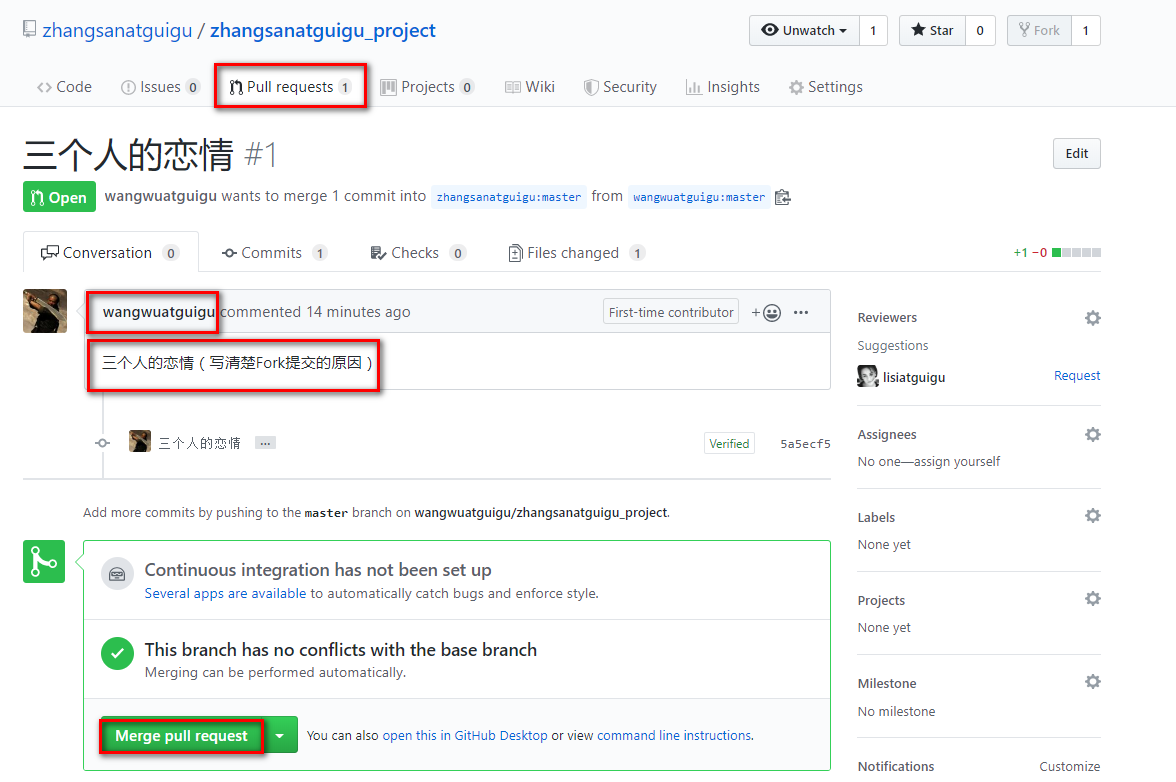 zhangsanatguigu / zhangsanatguigu_project
Unwatch 1 Star 0 Fork 1
Code Issues 0 Pull requests 1 Projects 0 Wiki Security Insights Settings
三个人的恋情 #1
Edit
Open wangwuatguigu wants to merge 1 commit into zhangsanatguigu:master from wangwuatguigu:master
Conversation 0 Commits 1 Checks 0 Files changed 1 +1 −0
wangwuatguigu commented 14 minutes ago First-time contributor + ···
三个人的恋情（写清楚Fork提交的原因）
三个人的恋情 … Verified 5a5ecf5
Add more commits by pushing to the master branch on wangwuatguigu/zhangsanatguigu_project.
Continuous integration has not been set up
Several apps are available to automatically catch bugs and enforce style.
This branch has no conflicts with the base branch
Merging can be performed automatically.
Merge pull request You can also open this in GitHub Desktop or view command line instructions.
Reviewers
Suggestions
lisiatguigu Request
Assignees
No one—assign yourself
Labels
None yet
Projects
None yet
Milestone
No milestone
Notifications Customize